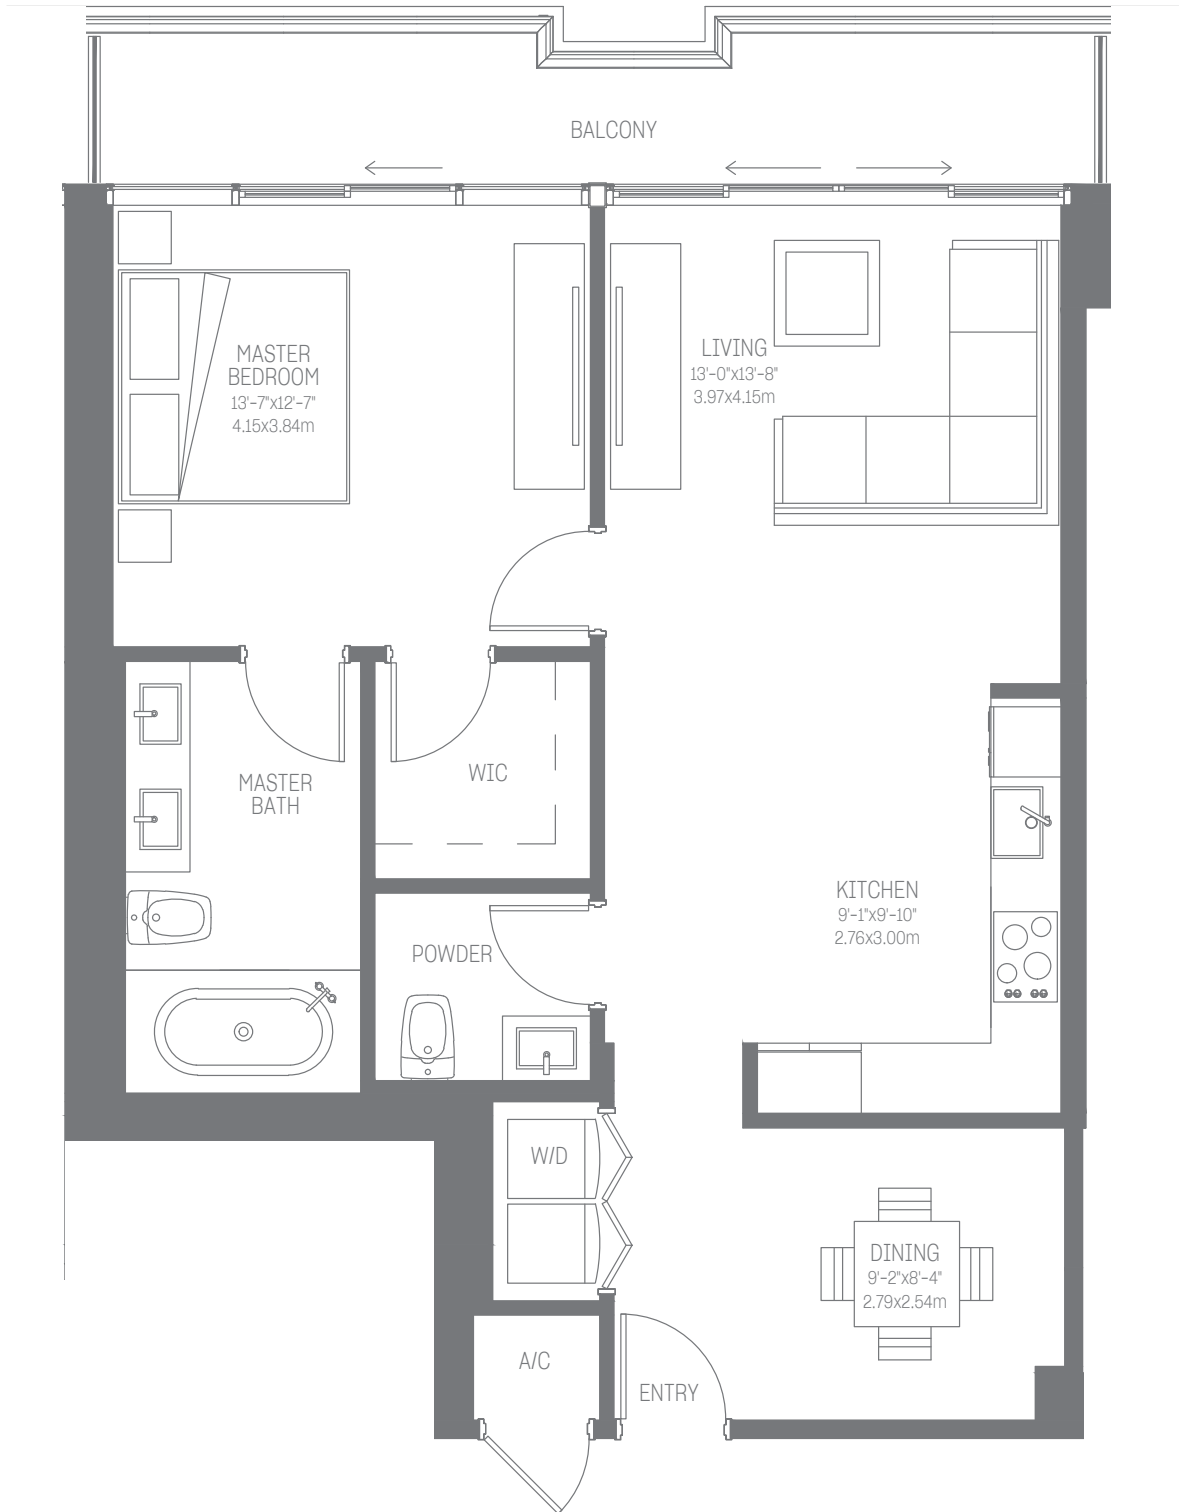 BALCONY
MASTER
BEDROOM
13'-7"x12'-7"
4.15x3.84m
LIVING
13'-0"x13'-8"
3.97x4.15m
MASTER
BATH
WIC
KITCHEN
9'-1"x9'-10"
2.76x3.00m
POWDER
W/D
DINING
9'-2"x8'-4"
2.79x2.54m
A/C
ENTRY